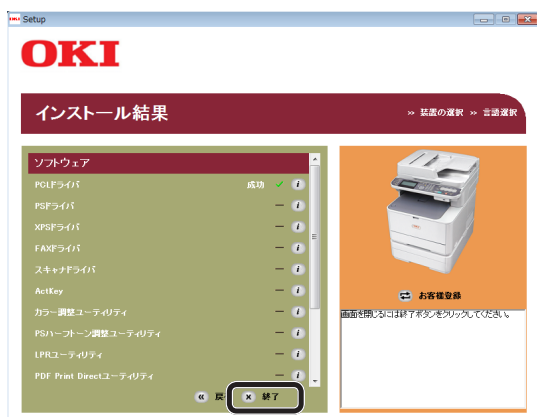 OKI Setup
OKI
インストール結果
» 装置の選択 » 言語選択
ソフトウェア
PCLドライバ 成功
PSドライバ
XPSドライバ
FAXドライバ
スキャナドライバ
ActKey
カラー調整ユーティリティ
PSハーフトーン調整ユーティリティ
LPRユーティリティ
PDF Print Directユーティリティ
戻
終了
お客様登録
画面を閉じるには終了ボタンをクリックしてください。